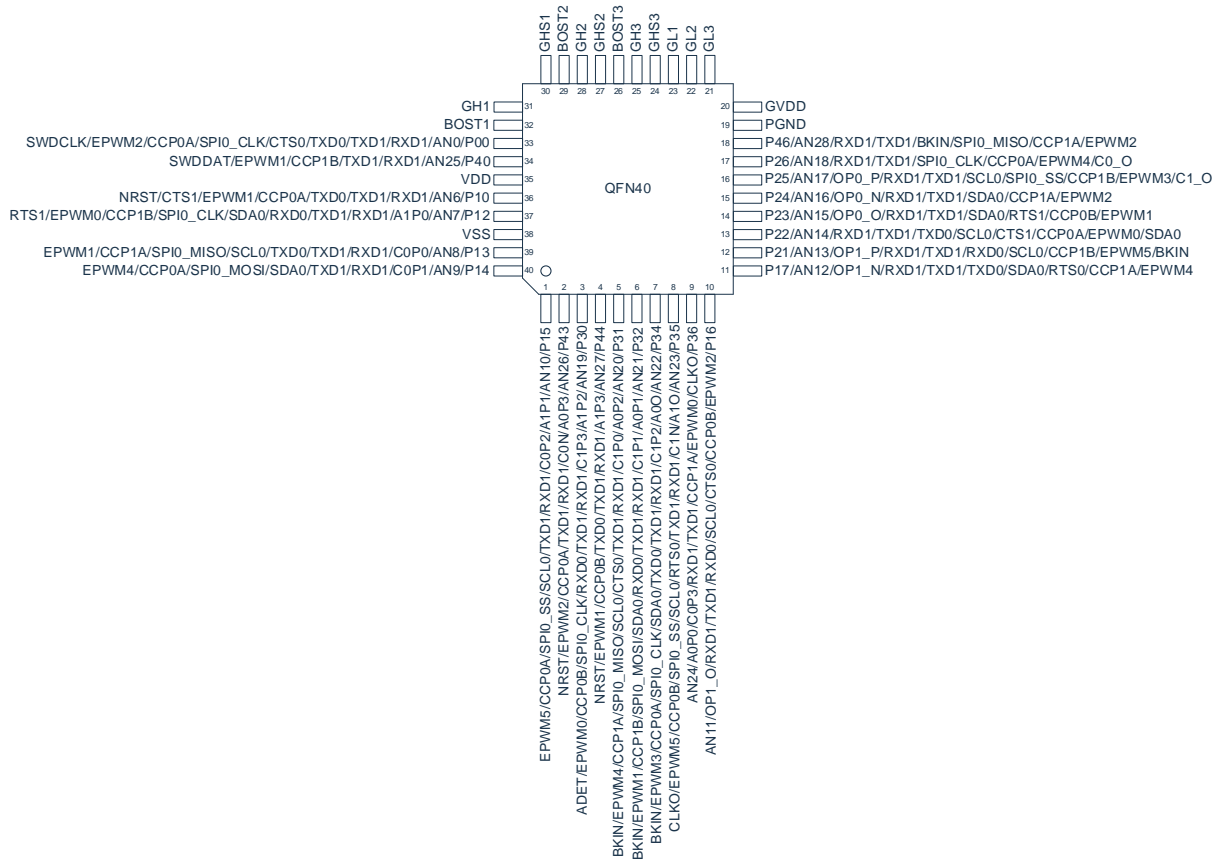 GHS1
BOST2
GH2
GHS2
BOST3
GH3
GHS3
GL1
GL2
GL3
30
29
28
27
26
25
24
23
22
21
GH1
31
BOST1
32
SWDCLK/EPWM2/CCP0A/SPI0_CLK/CTS0/TXD0/TXD1/RXD1/AN0/P00
33
SWDDAT/EPWM1/CCP1B/TXD1/RXD1/AN25/P40
34
VDD
35
NRST/CTS1/EPWM1/CCP0A/TXD0/TXD1/RXD1/AN6/P10
36
RTS1/EPWM0/CCP1B/SPI0_CLK/SDA0/RXD0/TXD1/RXD1/A1P0/AN7/P12
37
VSS
38
EPWM1/CCP1A/SPI0_MISO/SCL0/TXD0/TXD1/RXD1/C0P0/AN8/P13
39
EPWM4/CCP0A/SPI0_MOSI/SDA0/TXD1/RXD1/C0P1/AN9/P14
40
QFN40
20
GVDD
19
PGND
18
P46/AN28/RXD1/TXD1/BKIN/SPI0_MISO/CCP1A/EPWM2
17
P26/AN18/RXD1/TXD1/SPI0_CLK/CCP0A/EPWM4/C0_O
16
P25/AN17/OP0_P/RXD1/TXD1/SCL0/SPI0_SS/CCP1B/EPWM3/C1_O
15
P24/AN16/OP0_N/RXD1/TXD1/SDA0/CCP1A/EPWM2
14
P23/AN15/OP0_O/RXD1/TXD1/SDA0/RTS1/CCP0B/EPWM1
13
P22/AN14/RXD1/TXD1/TXD0/SCL0/CTS1/CCP0A/EPWM0/SDA0
12
P21/AN13/OP1_P/RXD1/TXD1/RXD0/SCL0/CCP1B/EPWM5/BKIN
11
P17/AN12/OP1_N/RXD1/TXD1/TXD0/SDA0/RTS0/CCP1A/EPWM4
1
2
3
4
5
6
7
8
9
10
EPWM5/CCP0A/SPI0_SS/SCL0/TXD1/RXD1/C0P2/A1P1/AN10/P15
NRST/EPWM2/CCP0A/TXD1/RXD1/C0N/A0P3/AN26/P43
ADET/EPWM0/CCP0B/SPI0_CLK/RXD0/TXD1/RXD1/C1P3/A1P2/AN19/P30
NRST/EPWM1/CCP0B/TXD0/TXD1/RXD1/A1P3/AN27/P44
BKIN/EPWM4/CCP1A/SPI0_MISO/SCL0/CTS0/TXD1/RXD1/C1P0/A0P2/AN20/P31
BKIN/EPWM1/CCP1B/SPI0_MOSI/SDA0/RXD0/TXD1/RXD1/C1P1/A0P1/AN21/P32
BKIN/EPWM3/CCP0A/SPI0_CLK/SDA0/TXD0/TXD1/RXD1/C1P2/A0O/AN22/P34
CLKO/EPWM5/CCP0B/SPI0_SS/SCL0/RTS0/TXD1/RXD1/C1N/A1O/AN23/P35
AN24/A0P0/C0P3/RXD1/TXD1/CCP1A/EPWM0/CLKO/P36
AN11/OP1_O/RXD1/TXD1/RXD0/SCL0/CTS0/CCP0B/EPWM2/P16